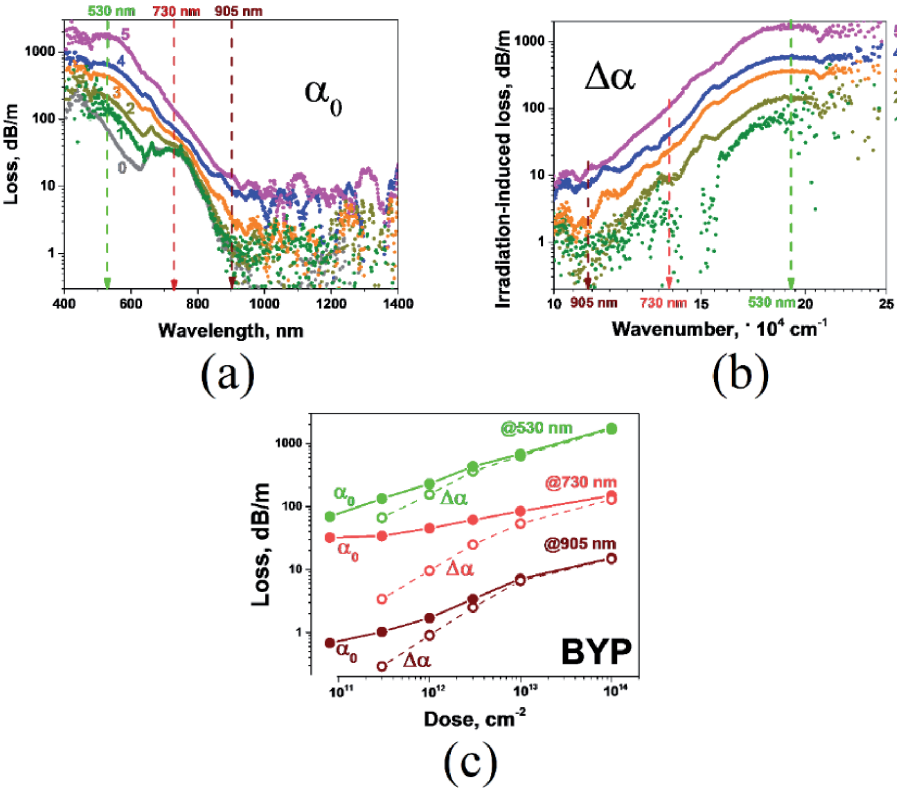 530 nm 730 nm 905 nm
1000
100
10
1
Loss, dB/m
5
4
3
2
1
0
α0
400 600 800 1000 1200 1400
Wavelength, nm
(a)
1000
100
10
1
Irradiation-induced loss, dB/m
Δα
5
4
10 905 nm 730 nm 15 530 nm 20 25
Wavenumber, · 10⁴ cm⁻¹
(b)
1000
100
10
1
Loss, dB/m
@530 nm
α0
Δα
@730 nm
α0
Δα
@905 nm
α0
Δα
BYP
10¹¹ 10¹² 10¹³ 10¹⁴
Dose, cm⁻²
(c)